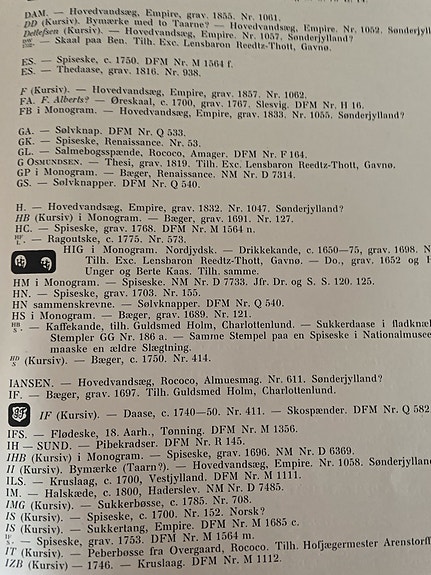 DAM. — Hovedvandsæg, Empire, grav. 1855. Nr. 1061.
DD (Kursiv). Bymærke med to Taarne? — Hovedvandsæg, Empire. Nr. 1052. Sønderjylland
Detlefsen (Kursiv). — Hovedvandsæg, Empire. Nr. 1057. Sønderjylland?
— Skaal paa Ben. Tilh. Exc. Lensbaron Reedtz-Thott, Gavnø.
ES. — Spiseske, c. 1750. DFM M 1564 f.
ES. — Thedaase, grav. 1816. Nr. 938.
F (Kursiv). — Hovedvandsæg, Empire, grav. 1857. Nr. 1062.
FA. F. Alberts? — Øreskaal, c. 1700, grav. 1767, Slesvig. DFM Nr. H 16.
FB i Monogram. — Hovedvandsæg, Empire, grav. 1833. Nr. 1055. Sønderjylland?
GA. — Sølvknap. DFM Nr. Q 533.
GK. — Spiseske, Renaissance. Nr. 53.
GL. — Salmebogsspænde, Rococo, Amager. DFM Nr. F 164.
G OSMUNDSEN. — Thesi, grav. 1819. Tilh. Exc. Lensbaron Reedtz-Thott, Gavnø.
GP i Monogram. — Bæger, Renaissance. NM Nr. D 7314.
GS. — Sølvknapper. DFM Nr. Q 540.
H. — Hovedvandsæg, Empire, grav. 1832. Nr. 1047. Sønderjylland?
HB (Kursiv) i Monogram. — Bæger, grav. 1691. Nr. 127.
HC. — Spiseske, grav. 1768. DFM Nr. M 1564 n.
— Ragoutske, c. 1775. Nr. 573.
HIG i Monogram. Nordjydsk. — Drikkekande, c. 1650—75, grav. 1698. N
Tilh. Exc. Lensbaron Reedtz-Thott, Gavnø. — Do., grav. 1652 og H
Unger og Berte Kaas. Tilh. samme.
HM i Monogram. — Spiseske. NM Nr. D 7733. Jfr. Dr. og S. S. 120. 125.
HN. — Spiseske, grav. 1703. Nr. 155.
HN sammenskrevne. — Sølvknapper. DFM Nr. Q 540.
HS i Monogram. — Bæger, grav. 1689. Nr. 121.
HB S. — Kaffekande, tilh. Guldsmed Holm, Charlottenlund. — Sukkerdaase i fladknæk
Stempler GG Nr. 186 a. — Samme Stempel paa en Spiseske i Nationalmusee
maaske en ældre Slægtning.
HD S (Kursiv). — Bæger, c. 1750. Nr. 414.
IANSEN. — Hovedvandsæg, Rococo, Almuesmag. Nr. 611. Sønderjylland?
IF. — Bæger, grav. 1697. Tilh. Guldsmed Holm, Charlottenlund.
IF (Kursiv). — Daase, c. 1740—50. Nr. 411. — Skospænder. DFM Nr. Q 582
IFS. — Flødeske, 18. Aarh., Tønning. DFM Nr. M 1356.
IH — SUND. — Pibekradser. DFM Nr. R 145.
IHB (Kursiv) i Monogram. — Spiseske, grav. 1696. NM Nr. D 6369.
II (Kursiv). Bymærke (Taarn?). — Hovedvandsæg, Empire. Nr. 1058. Sønderjyllan
ILS. — Kruslaag, c. 1700, Vestjylland. DFM Nr. M 1111.
IM. — Halskæde, c. 1800, Haderslev. NM Nr. D 7485.
IMG (Kursiv). — Sukkerbøsse, c. 1785. Nr. 708.
IS (Kursiv). — Spiseske, c. 1700. Nr. 152. Norsk?
IS (Kursiv). — Sukkertang, Empire. DFM Nr. M 1685 c.
— Spiseske, grav. 1753. DFM Nr. M 1564 m.
IT (Kursiv). — Peberbøsse fra Overgaard, Rococo. Tilh. Hofjægermester Arenstorff
IZB (Kursiv) — 1746. — Kruslaag. DFM Nr. M 1112.